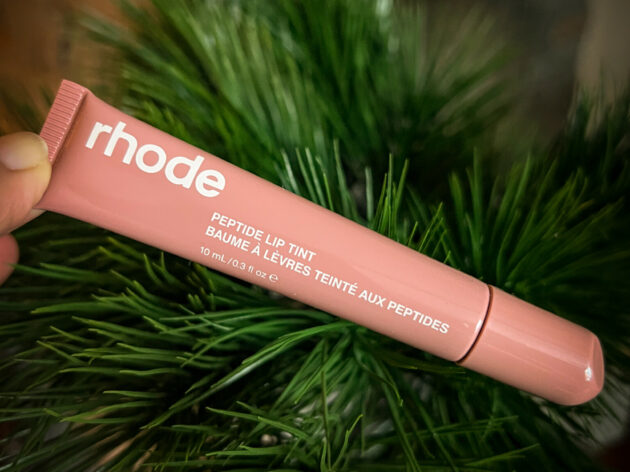 rhode
PEPTIDE LIP TINT
BAUME À LÈVRES TEINTÉ AUX PEPTIDES
10 mL/0.3 fl oz ℮